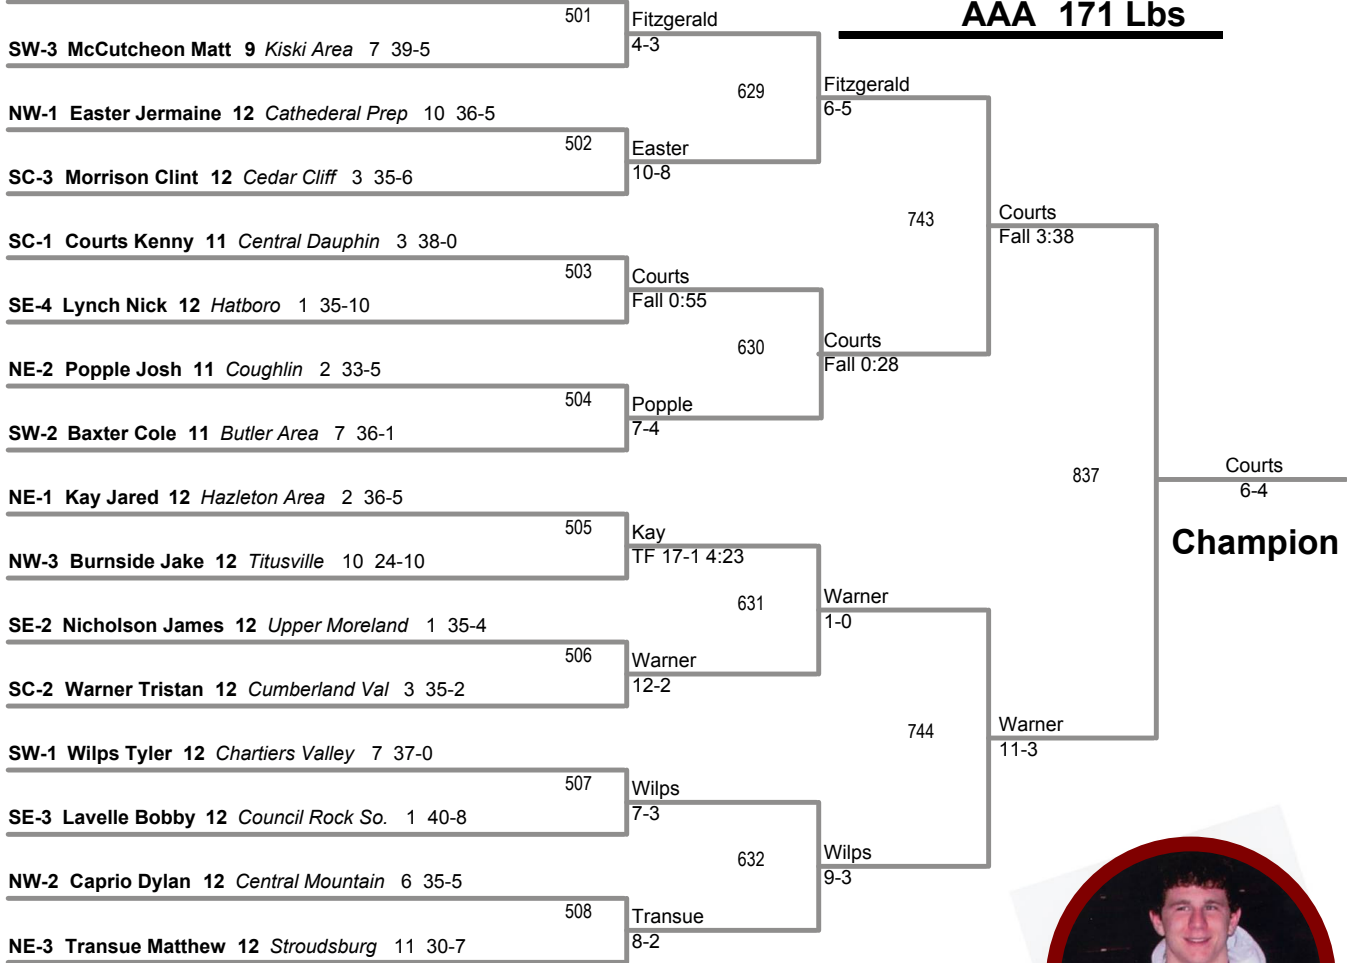 AAA 171 Lbs
501
Fitzgerald
4-3
SW-3 McCutcheon Matt 9 Kiski Area 7 39-5
629
Fitzgerald
6-5
NW-1 Easter Jermaine 12 Cathederal Prep 10 36-5
502
Easter
10-8
SC-3 Morrison Clint 12 Cedar Cliff 3 35-6
743
Courts
Fall 3:38
SC-1 Courts Kenny 11 Central Dauphin 3 38-0
503
Courts
Fall 0:55
SE-4 Lynch Nick 12 Hatboro 1 35-10
630
Courts
Fall 0:28
NE-2 Popple Josh 11 Coughlin 2 33-5
504
Popple
7-4
SW-2 Baxter Cole 11 Butler Area 7 36-1
837
Courts
6-4
Champion
NE-1 Kay Jared 12 Hazleton Area 2 36-5
505
Kay
TF 17-1 4:23
NW-3 Burnside Jake 12 Titusville 10 24-10
631
Warner
1-0
SE-2 Nicholson James 12 Upper Moreland 1 35-4
506
Warner
12-2
SC-2 Warner Tristan 12 Cumberland Val 3 35-2
744
Warner
11-3
SW-1 Wilps Tyler 12 Chartiers Valley 7 37-0
507
Wilps
7-3
SE-3 Lavelle Bobby 12 Council Rock So. 1 40-8
632
Wilps
9-3
NW-2 Caprio Dylan 12 Central Mountain 6 35-5
508
Transue
8-2
NE-3 Transue Matthew 12 Stroudsburg 11 30-7